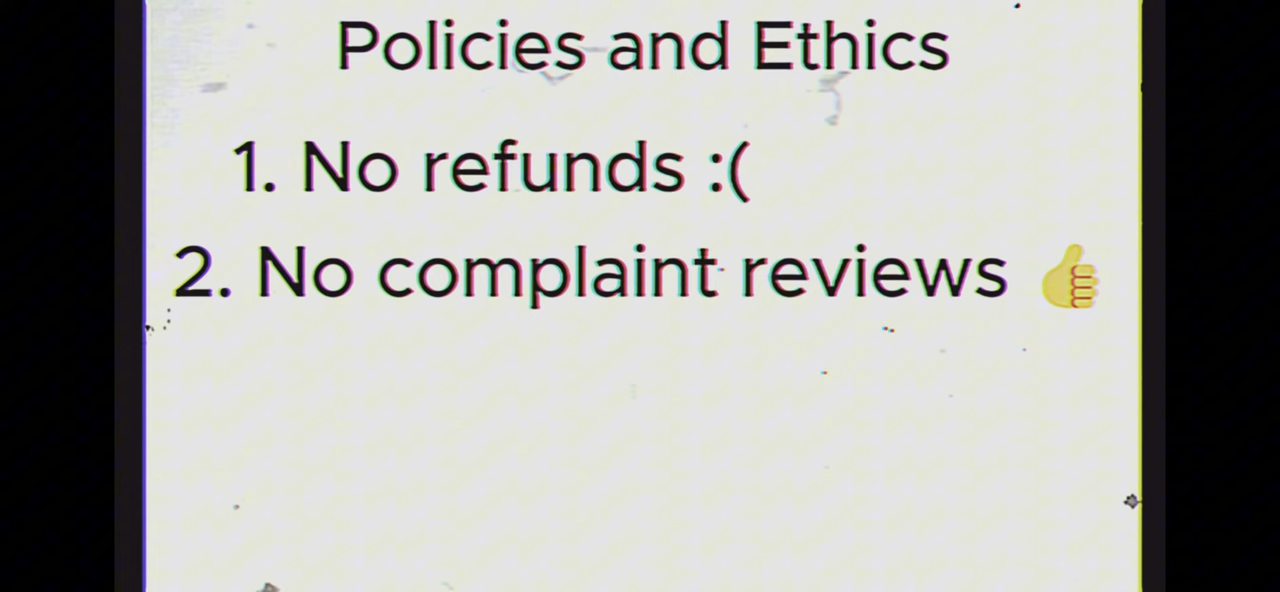 Policies and Ethics
1. No refunds :(
2. No complaint reviews 👍